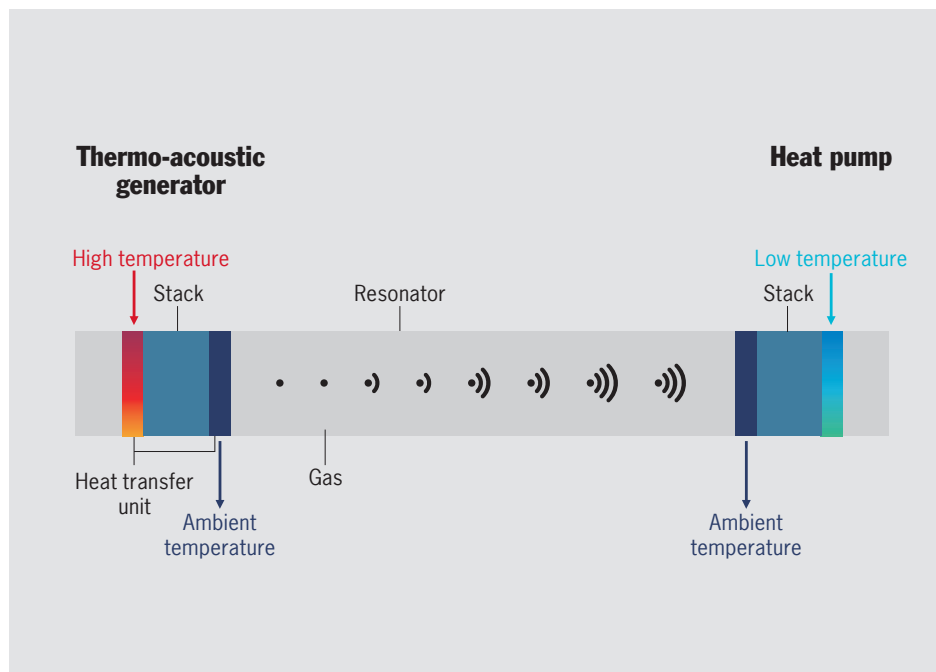 Thermo-acoustic
generator
Heat pump
High temperature
Low temperature
Stack
Resonator
Stack
Heat transfer
unit
Gas
Ambient
temperature
Ambient
temperature